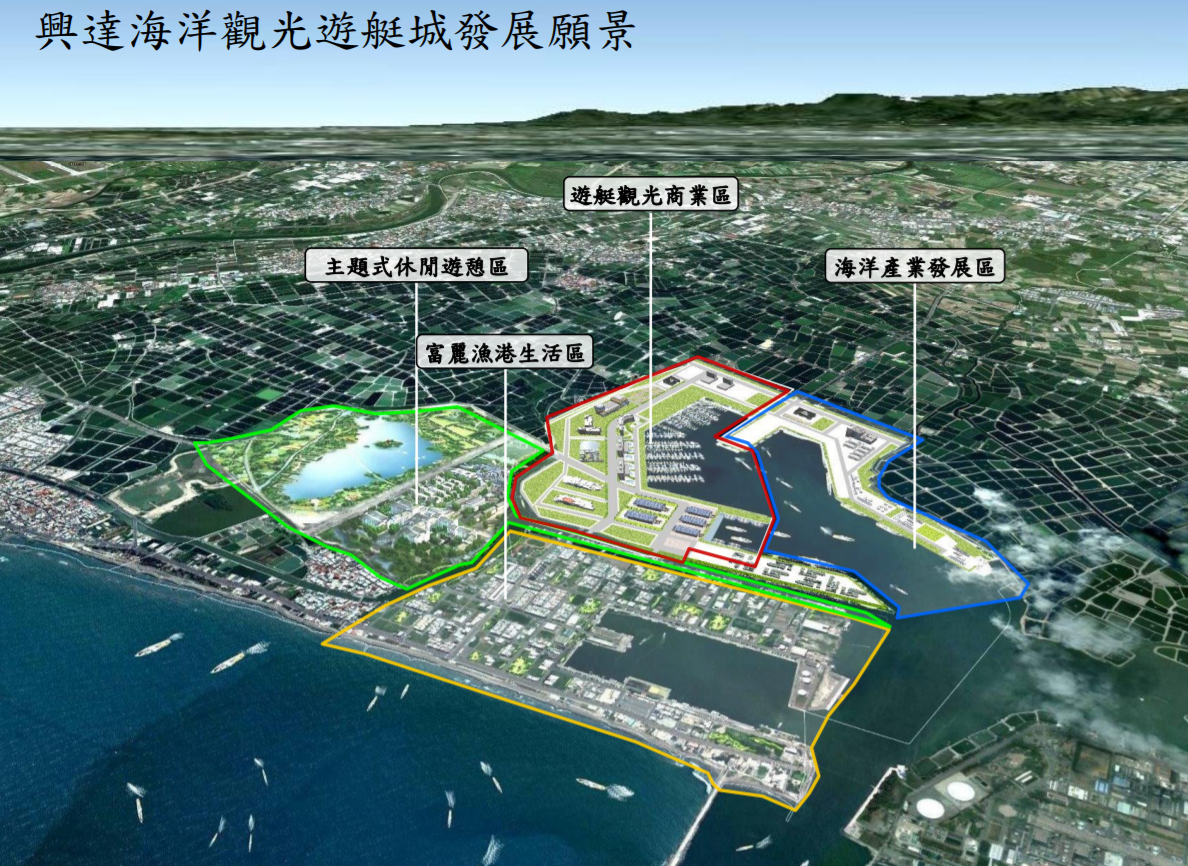 興達海洋觀光遊艇城發展願景
遊艇觀光商業區
主題式休閒遊憩區
海洋產業發展區
富麗漁港生活區